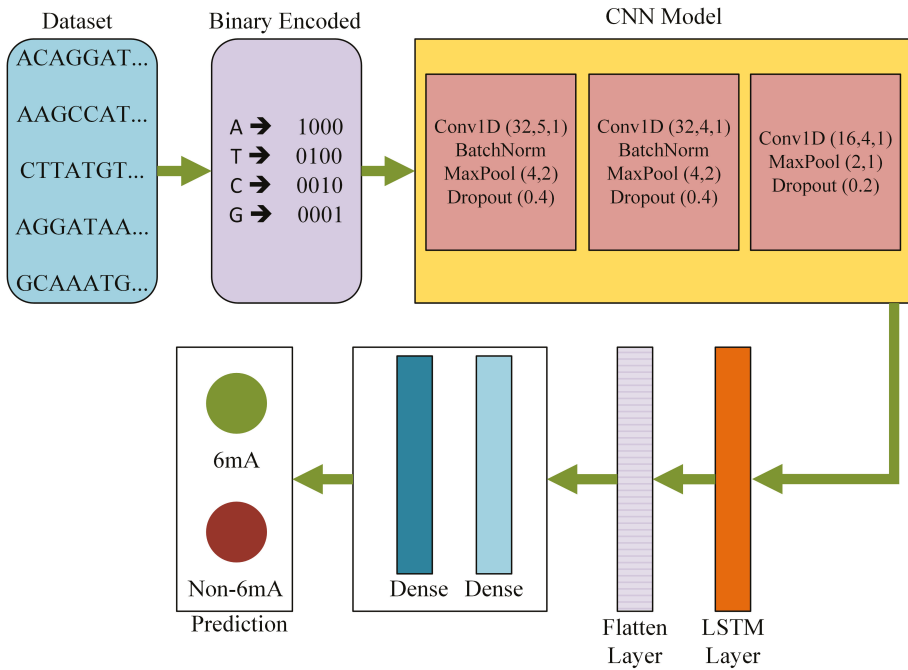 Dataset
ACAGGAT...
AAGCCAT...
CTTATGT...
AGGATAA...
GCAAATG...
Binary Encoded
A ➔ 1000
T ➔ 0100
C ➔ 0010
G ➔ 0001
CNN Model
Conv1D (32,5,1)
BatchNorm
MaxPool (4,2)
Dropout (0.4)
Conv1D (32,4,1)
BatchNorm
MaxPool (4,2)
Dropout (0.4)
Conv1D (16,4,1)
MaxPool (2,1)
Dropout (0.2)
6mA
Non-6mA
Prediction
Dense
Dense
Flatten
Layer
LSTM
Layer